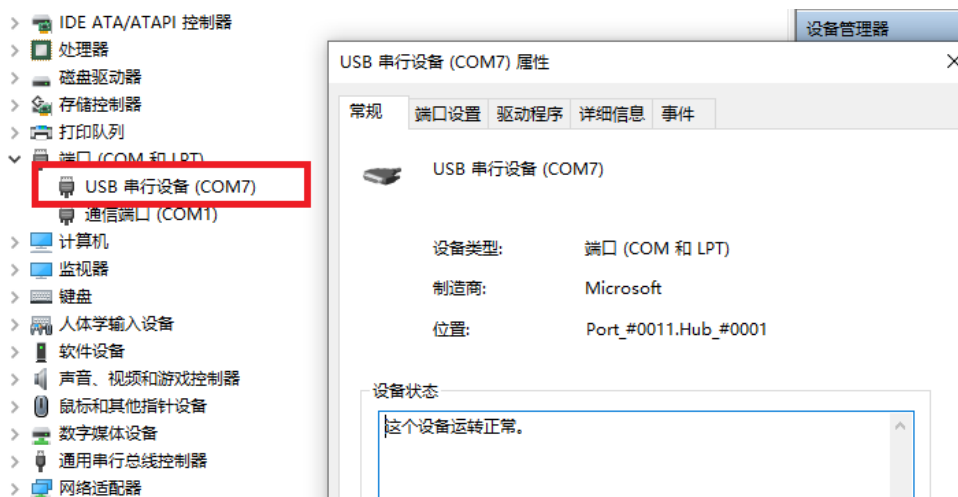 IDE ATA/ATAPI 控制器
处理器
磁盘驱动器
存储控制器
打印队列
端口 (COM 和 LPT)
USB 串行设备 (COM7)
通信端口 (COM1)
计算机
监视器
键盘
人体学输入设备
软件设备
声音、视频和游戏控制器
鼠标和其他指针设备
数字媒体设备
通用串行总线控制器
网络适配器
设备管理器
USB 串行设备 (COM7) 属性
常规 端口设置 驱动程序 详细信息 事件
USB 串行设备 (COM7)
设备类型: 端口 (COM 和 LPT)
制造商: Microsoft
位置: Port_#0011.Hub_#0001
设备状态
这个设备运转正常。